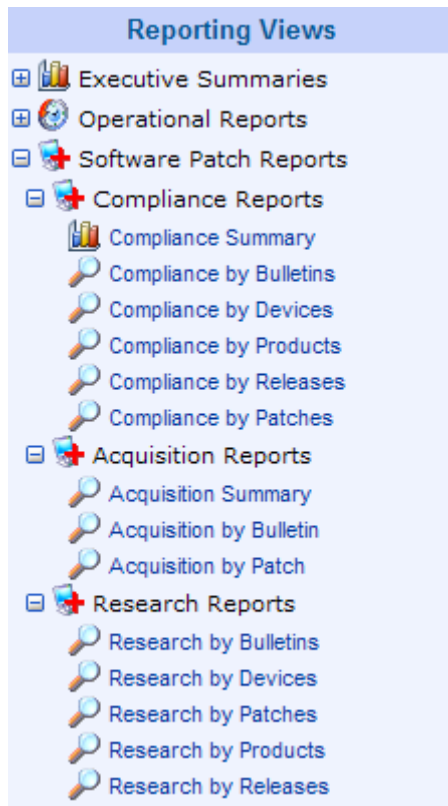 Reporting Views
Executive Summaries
Operational Reports
Software Patch Reports
Compliance Reports
Compliance Summary
Compliance by Bulletins
Compliance by Devices
Compliance by Products
Compliance by Releases
Compliance by Patches
Acquisition Reports
Acquisition Summary
Acquisition by Bulletin
Acquisition by Patch
Research Reports
Research by Bulletins
Research by Devices
Research by Patches
Research by Products
Research by Releases